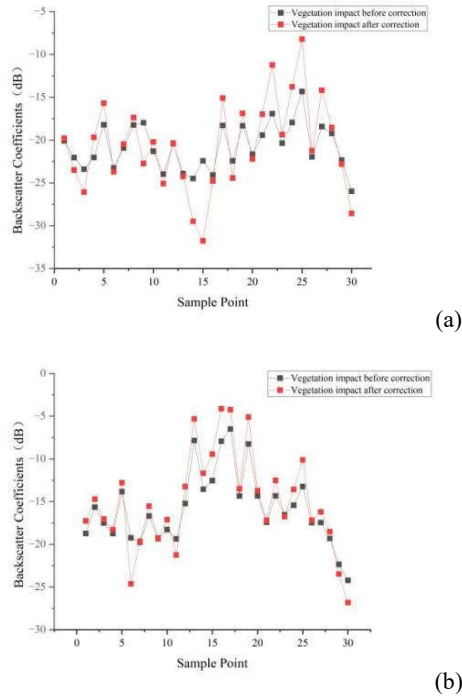 Vegetation impact before correction
Vegetation impact after correction
Backscatter Coefficients (dB)
−5
−10
−15
−20
−25
−30
−35
0 5 10 15 20 25 30
Sample Point
(a)
Vegetation impact before correction
Vegetation impact after correction
Backscatter Coefficients (dB)
0
−5
−10
−15
−20
−25
−30
0 5 10 15 20 25 30
Sample Point
(b)